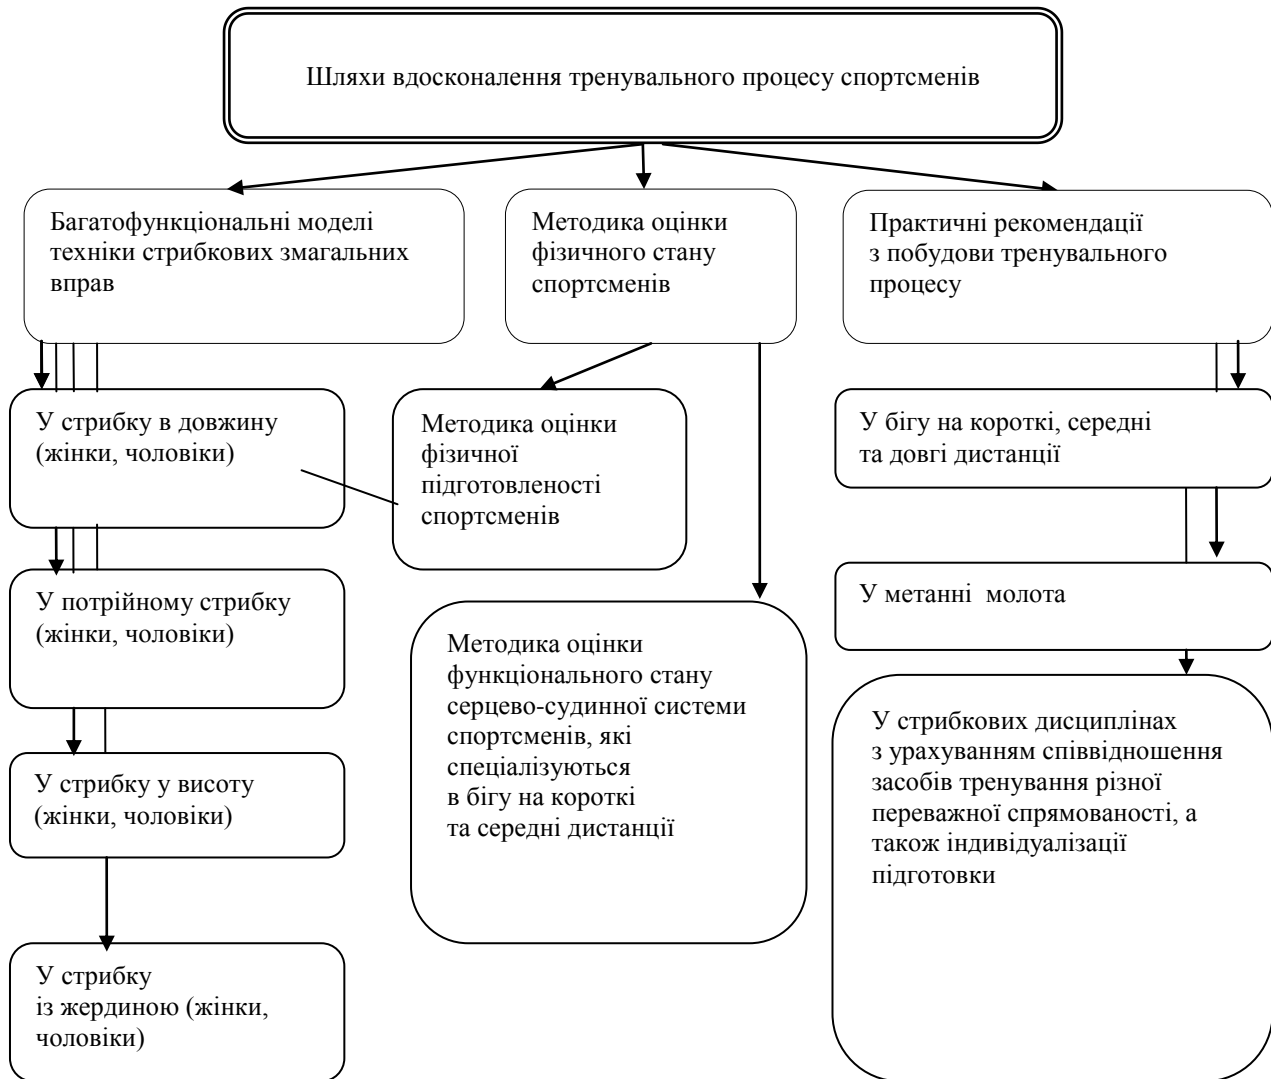 Шляхи вдосконалення тренувального процесу спортсменів
Багатофункціональні моделі
техніки стрибкових змагальних
вправ
Методика оцінки
фізичного стану
спортсменів
Практичні рекомендації
з побудови тренувального
процесу
У стрибку в довжину
(жінки, чоловіки)
Методика оцінки
фізичної
підготовленості
спортсменів
У бігу на короткі, середні
та довгі дистанції
У потрійному стрибку
(жінки, чоловіки)
У метанні молота
Методика оцінки
функціонального стану
серцево-судинної системи
спортсменів, які
спеціалізуються
в бігу на короткі
та середні дистанції
У стрибкових дисциплінах
з урахуванням співвідношення
засобів тренування різної
переважної спрямованості, а
також індивідуалізації
підготовки
У стрибку у висоту
(жінки, чоловіки)
У стрибку
із жердиною (жінки,
чоловіки)